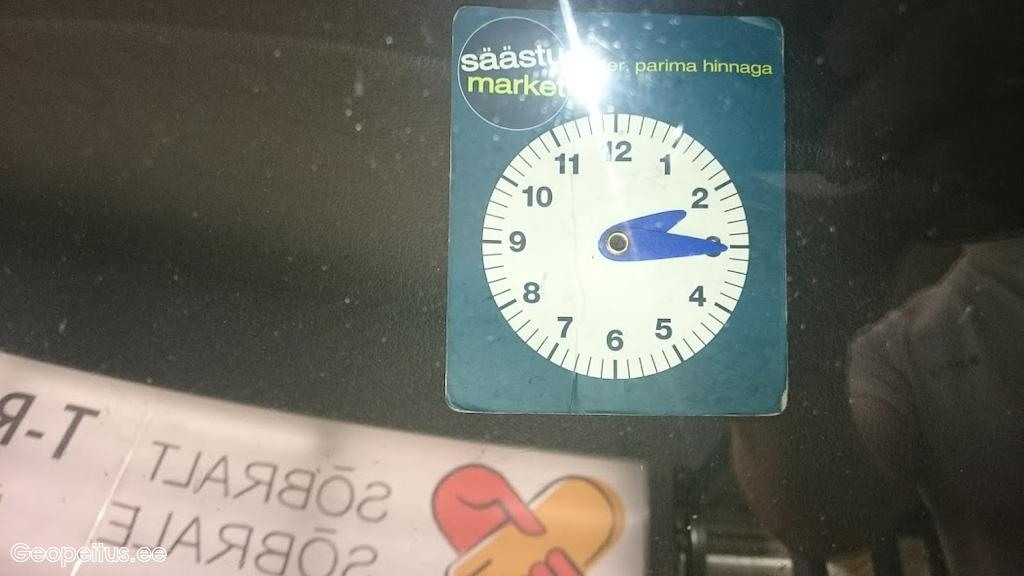 säästu
market
parima hinnaga
12
1
2
4
5
6
7
8
9
10
11
T-R
SÕBRALT
SÕBRALE
Geopeitus.ee